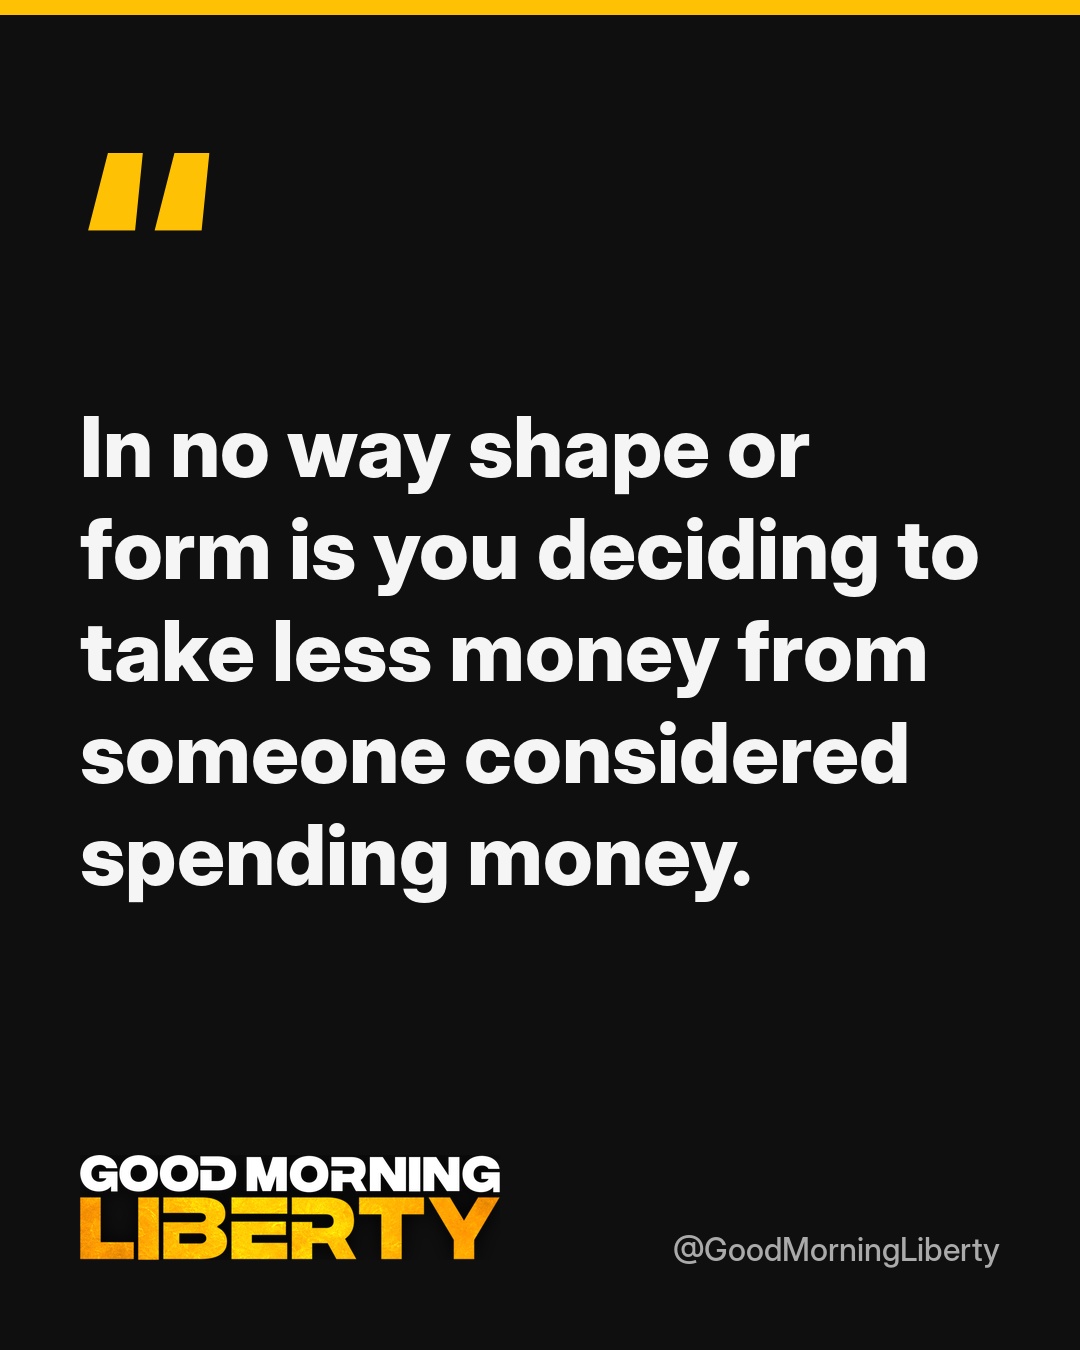 "
In no way shape or
form is you deciding to
take less money from
someone considered
spending money.
GOOD MORNING
LIBERTY
@GoodMorningLiberty